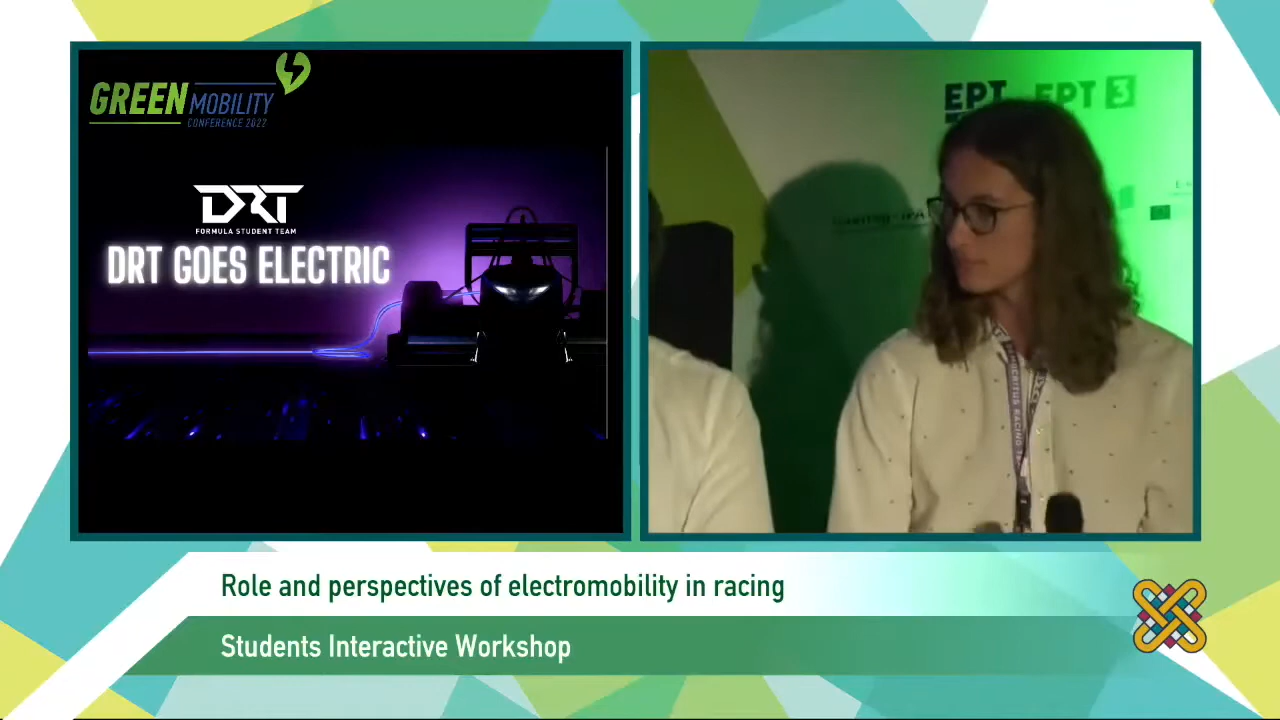 GREEN MOBILITY
CONFERENCE 2022
DRT
FORMULA STUDENT TEAM
DRT GOES ELECTRIC
ΕΡΤ
ΕΡΤ 3
Role and perspectives of electromobility in racing
Students Interactive Workshop